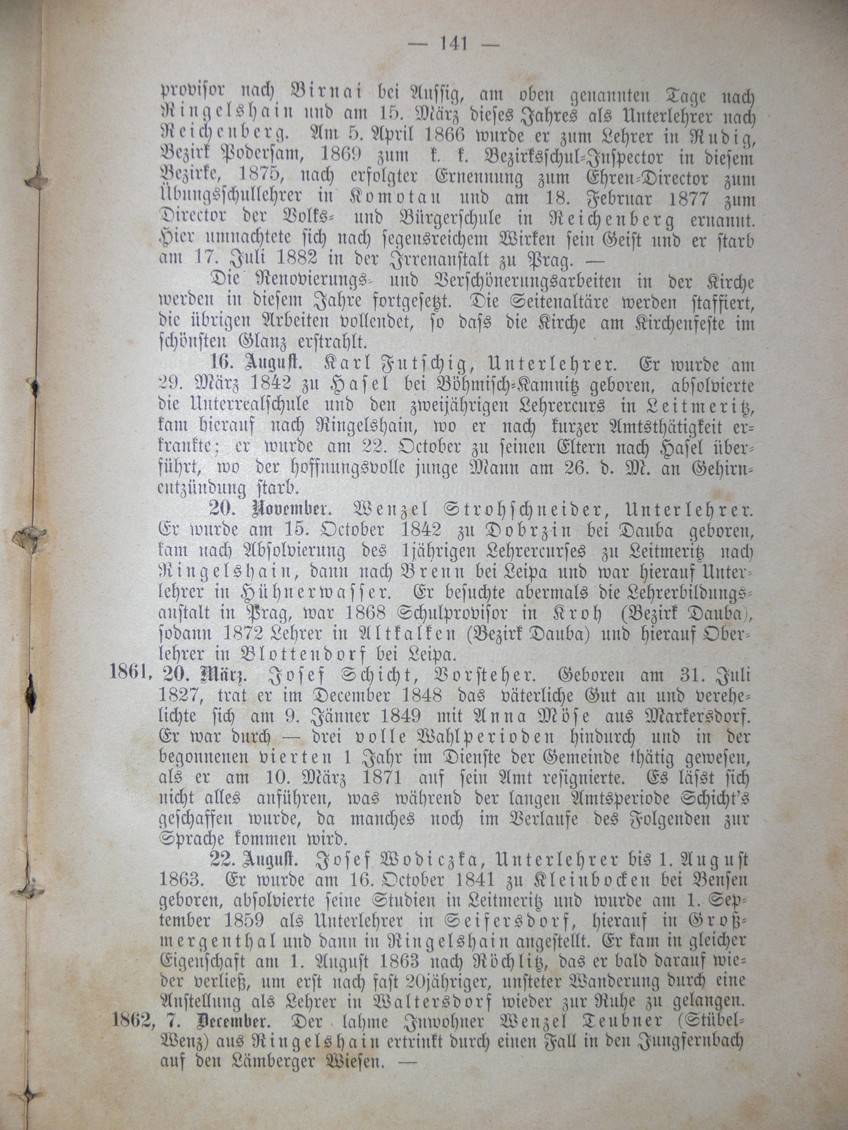 — 141 —
provisor nach Birnai bei Aussig, am oben genannten Tage nach
Ringelshain und am 15. März dieses Jahres als Unterlehrer nach
Reichenberg. Am 5. April 1866 wurde er zum Lehrer in Rudig,
Bezirk Podersam, 1869 zum k. k. Bezirksschul-Inspector in diesem
Bezirke, 1875, nach erfolgter Ernennung zum Ehren-Director zum
Übungsschullehrer in Komotau und am 18. Februar 1877 zum
Director der Volks- und Bürgerschule in Reichenberg ernannt.
Hier umnachtete sich nach segensreichem Wirken sein Geist und er starb
am 17. Juli 1882 in der Irrenanstalt zu Prag. —
Die Renovierungs- und Verschönerungsarbeiten in der Kirche
werden in diesem Jahre fortgesetzt. Die Seitenaltäre werden staffiert,
die übrigen Arbeiten vollendet, so dass die Kirche am Kirchenfeste im
schönsten Glanz erstrahlt.
16. August. Karl Futschig, Unterlehrer. Er wurde am
29. März 1842 zu Hasel bei Böhmisch-Kamnitz geboren, absolvierte
die Unterrealschule und den zweijährigen Lehrercurs in Leitmeritz,
kam hierauf nach Ringelshain, wo er nach kurzer Amtsthätigkeit er-
krankte; er wurde am 22. October zu seinen Eltern nach Hasel über-
führt, wo der hoffnungsvolle junge Mann am 26. d. M. an Gehirn-
entzündung starb.
20. November. Wenzel Strohschneider, Unterlehrer.
Er wurde am 15. October 1842 zu Dobrzin bei Dauba geboren,
kam nach Absolvierung des 1jährigen Lehrercurses zu Leitmeritz nach
Ringelshain, dann nach Brenn bei Leipa und war hierauf Unter-
lehrer in Hühnerwasser. Er besuchte abermals die Lehrerbildungs-
anstalt in Prag, war 1868 Schulprovisor in Kroh (Bezirk Dauba),
sodann 1872 Lehrer in Altkalken (Bezirk Dauba) und hierauf Ober-
lehrer in Blottendorf bei Leipa.
1861, 20. März. Josef Schicht, Vorsteher. Geboren am 31. Juli
1827, trat er im December 1848 das väterliche Gut an und verehe-
lichte sich am 9. Jänner 1849 mit Anna Möse aus Markersdorf.
Er war durch — drei volle Wahlperioden hindurch und in der
begonnenen vierten 1 Jahr im Dienste der Gemeinde thätig gewesen,
als er am 10. März 1871 auf sein Amt resignierte. Es lässt sich
nicht alles anführen, was während der langen Amtsperiode Schicht's
geschaffen wurde, da manches noch im Verlaufe des Folgenden zur
Sprache kommen wird.
22. August. Josef Wodiczka, Unterlehrer bis 1. August
1863. Er wurde am 16. October 1841 zu Kleinbocken bei Bensen
geboren, absolvierte seine Studien in Leitmeritz und wurde am 1. Sep-
tember 1859 als Unterlehrer in Seifersdorf, hierauf in Groß-
mergenthal und dann in Ringelshain angestellt. Er kam in gleicher
Eigenschaft am 1. August 1863 nach Röchlitz, das er bald darauf wie-
der verließ, um erst nach fast 20jähriger, unsteter Wanderung durch eine
Anstellung als Lehrer in Waltersdorf wieder zur Ruhe zu gelangen.
1862, 7. December. Der lahme Inwohner Wenzel Teubner (Stübel-
Wenz) aus Ringelshain ertrinkt durch einen Fall in den Jungfernbach
auf den Lämberger Wiesen. —